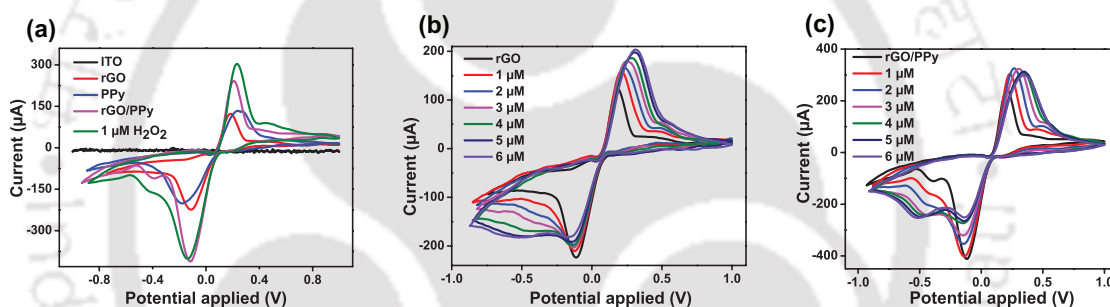 (a)
ITO
rGO
PPy
rGO/PPy
1 µM H₂O₂
300
150
0
-150
-300
-0.8
-0.4
0.0
0.4
0.8
Current (µA)
Potential applied (V)
(b)
rGO
1 µM
2 µM
3 µM
4 µM
5 µM
6 µM
200
100
0
-100
-200
-1.0
-0.5
0.0
0.5
1.0
Current (µA)
Potential applied (V)
(c)
rGO/PPy
1 µM
2 µM
3 µM
4 µM
5 µM
6 µM
400
200
0
-200
-400
-1.0
-0.5
0.0
0.5
1.0
Current (µA)
Potential applied (V)